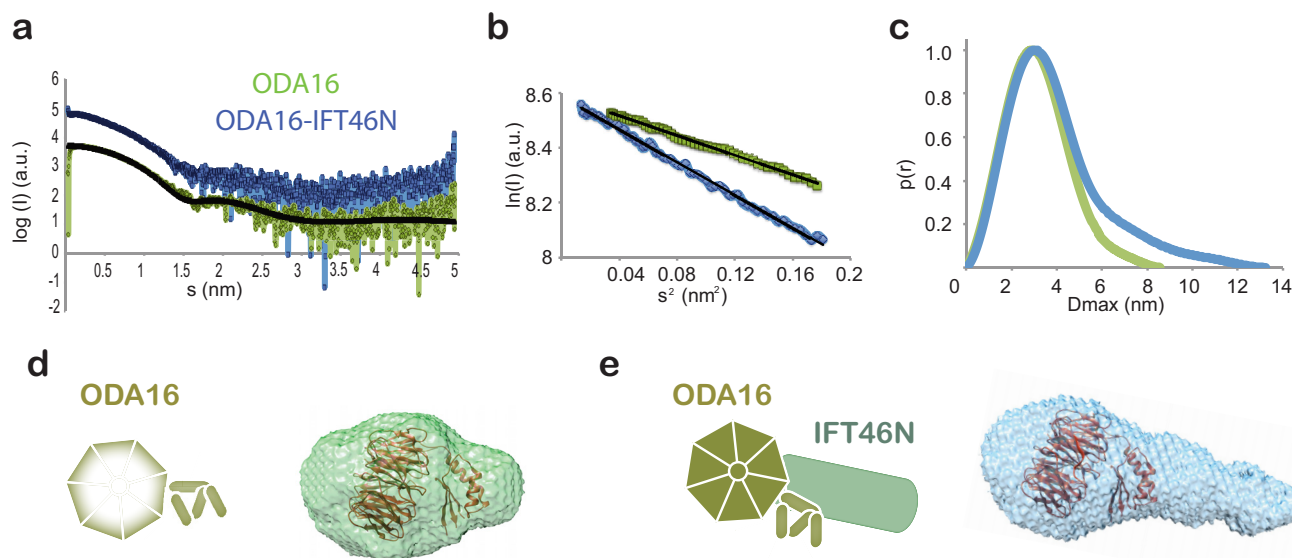 a
ODA16
ODA16-IFT46N
log (I) (a.u.)
6
5
4
3
2
1
0
-1
-2
0.5 1 1.5 2 2.5 3 3.5 4 4.5 5
s (nm)
b
ln(I) (a.u.)
8.6
8.4
8.2
8
0.04 0.08 0.12 0.16 0.2
s² (nm²)
c
p(r)
1.0
0.8
0.6
0.4
0.2
0 2 4 6 8 10 12 14
Dmax (nm)
d
ODA16
e
ODA16
IFT46N